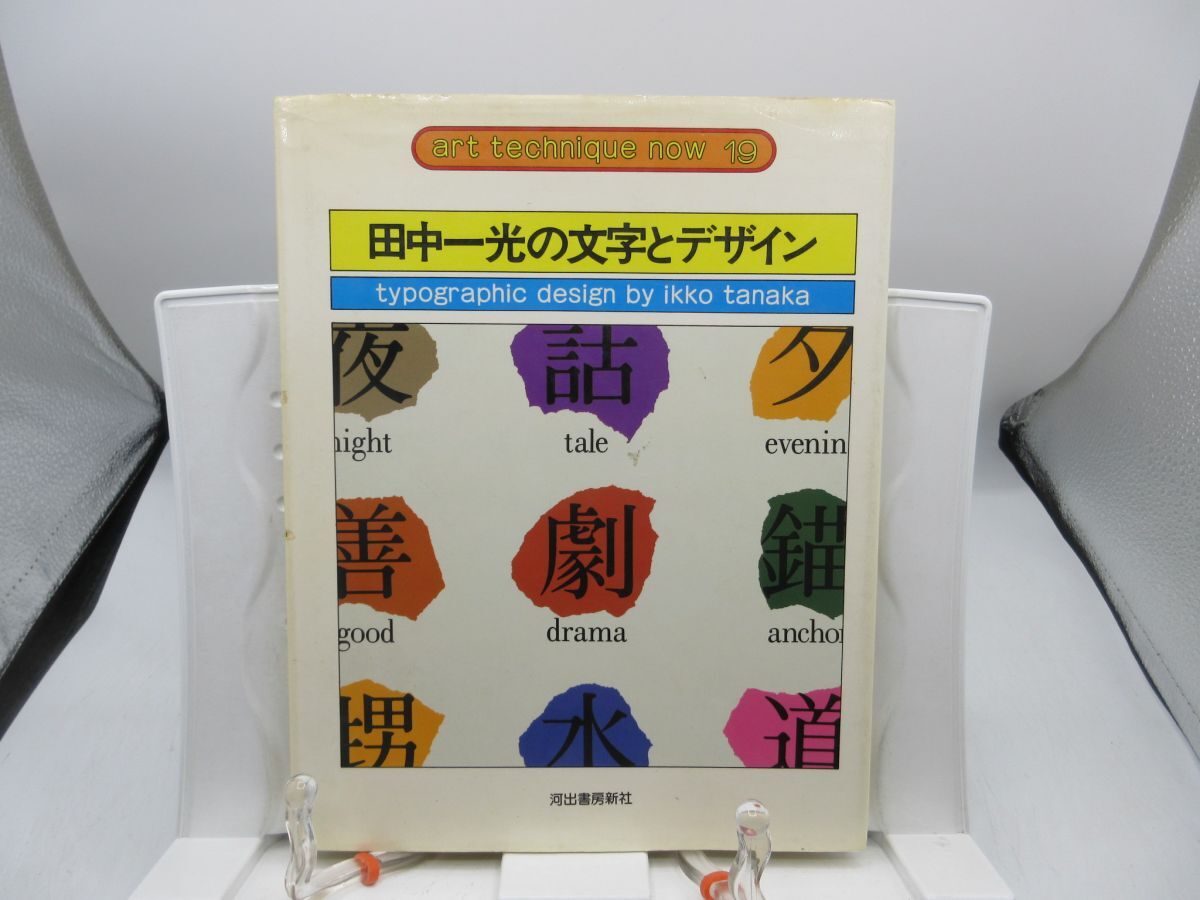 art technique now 19
田中一光の文字とデザイン
typographic design by ikko tanaka
夜 話 夕
night tale evenin
善 劇 錨
good drama ancho
甥 水 道
河出書房新社